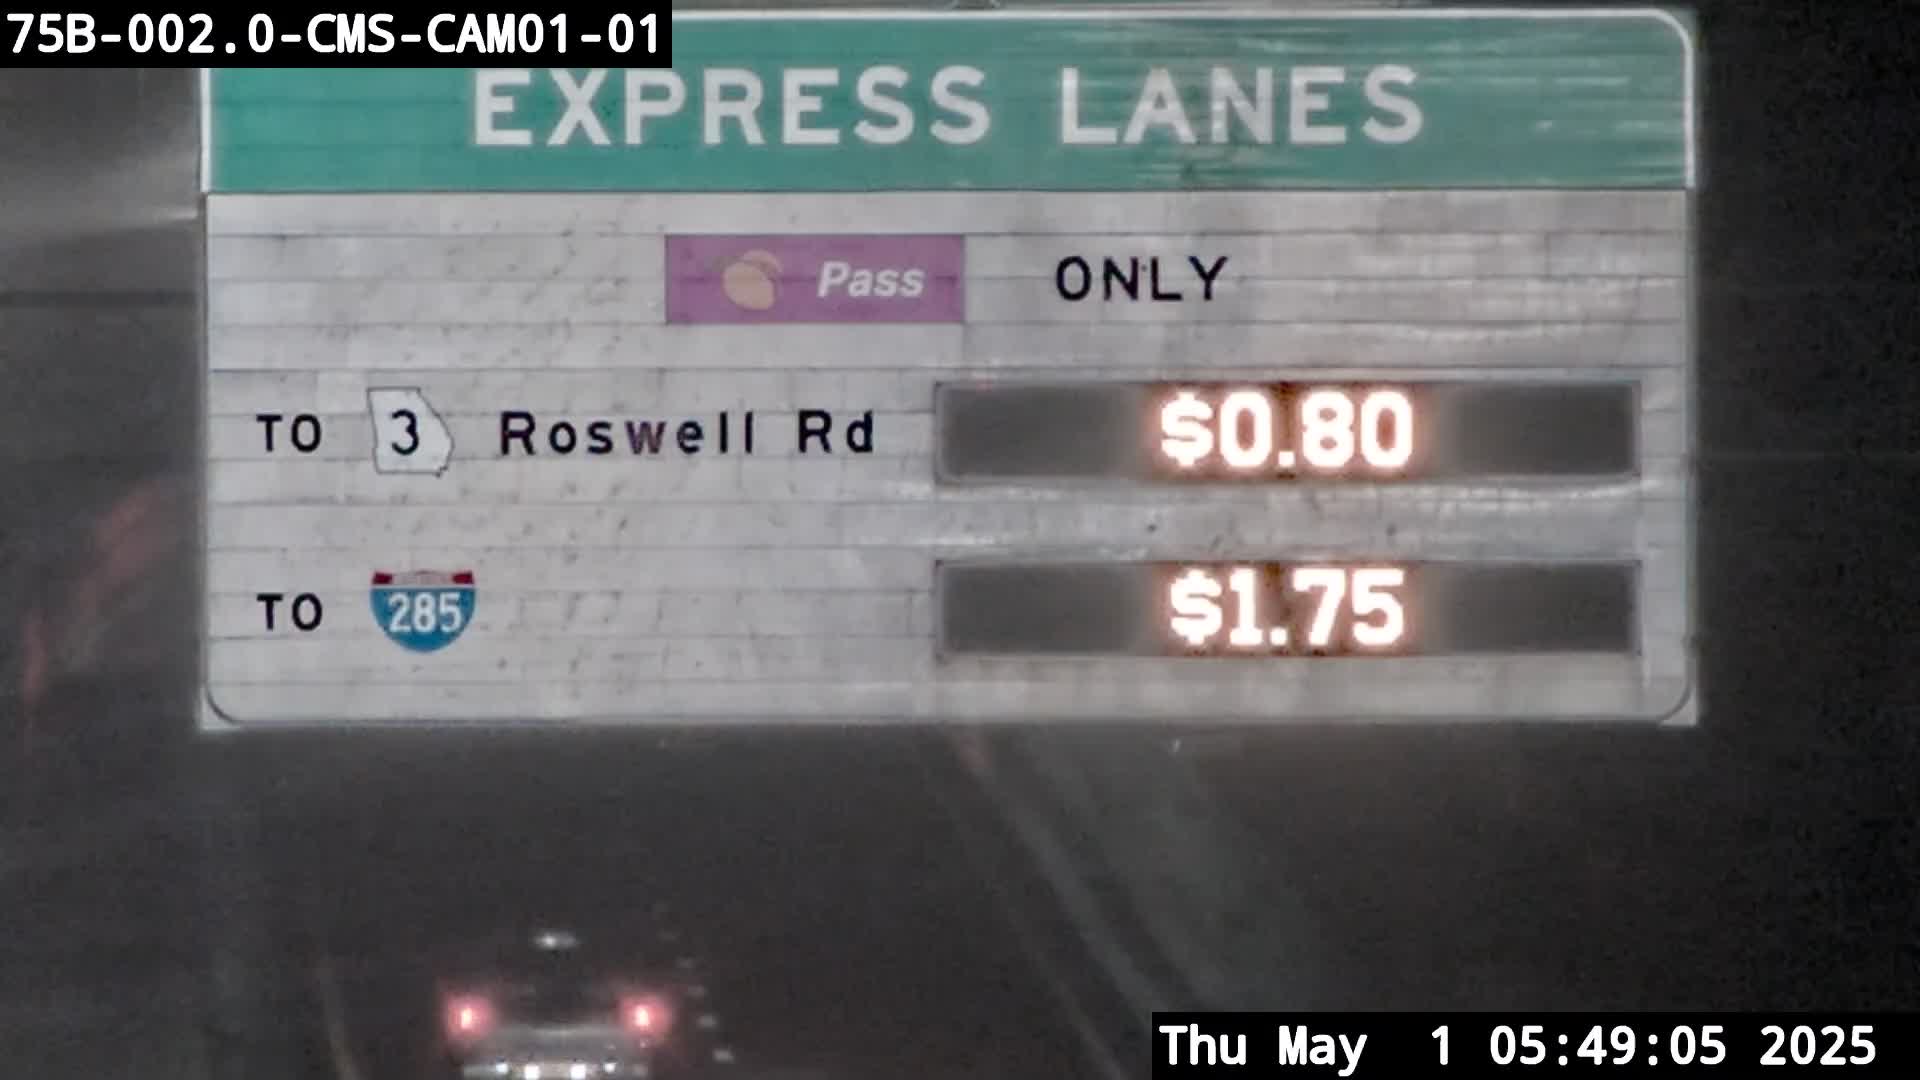 75B-002.0-CMS-CAM01-01
EXPRESS LANES
Pass ONLY
TO 3 Roswell Rd $0.80
TO 285 $1.75
Thu May 1 05:49:05 2025